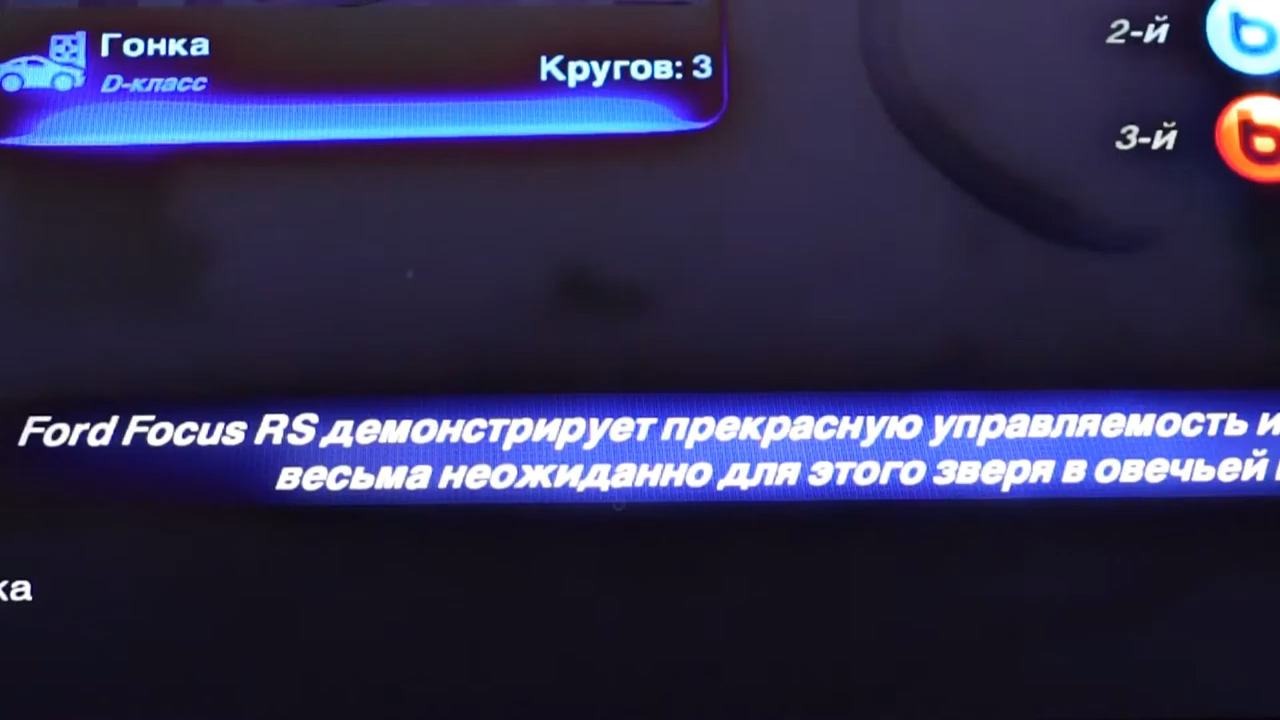 Гонка
D-класс
Кругов: 3
2-й
3-й
Ford Focus RS демонстрирует прекрасную управляемость и
весьма неожиданно для этого зверя в овечьей
ка